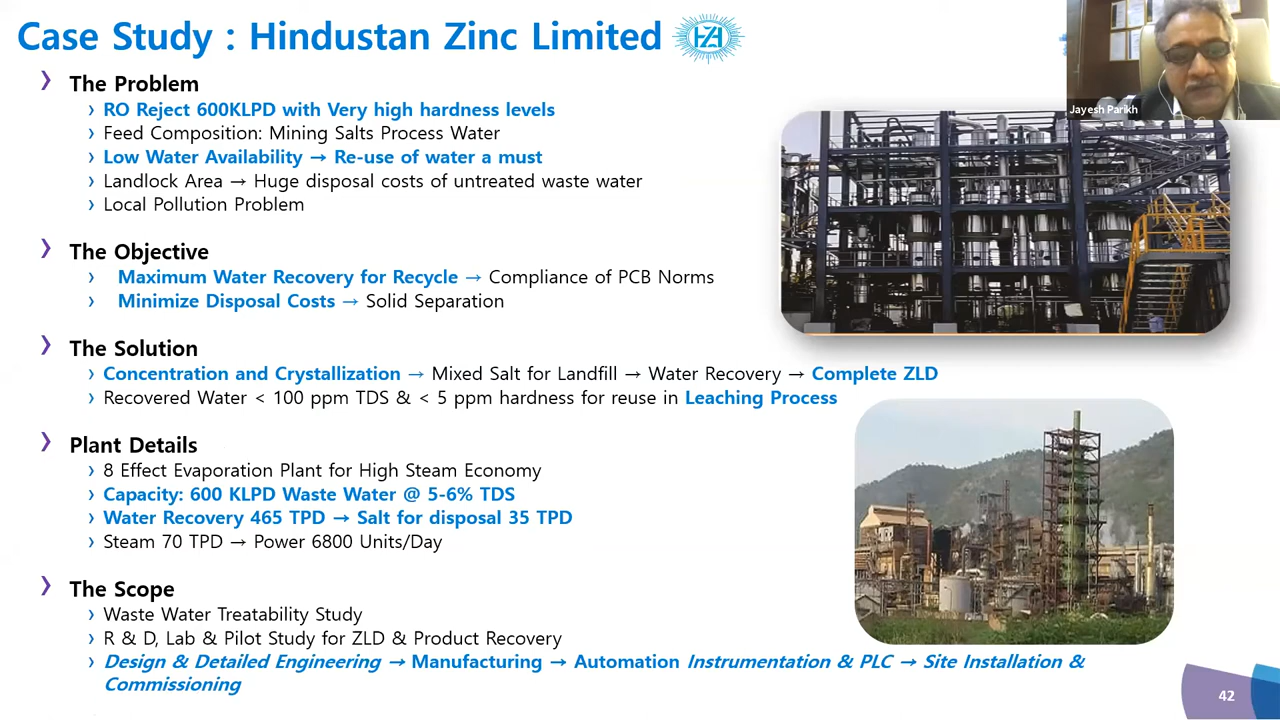 Case Study : Hindustan Zinc Limited
HZL
Jayesh Parikh
› The Problem
› RO Reject 600KLPD with Very high hardness levels
› Feed Composition: Mining Salts Process Water
› Low Water Availability → Re-use of water a must
› Landlock Area → Huge disposal costs of untreated waste water
› Local Pollution Problem
› The Objective
› Maximum Water Recovery for Recycle → Compliance of PCB Norms
› Minimize Disposal Costs → Solid Separation
› The Solution
› Concentration and Crystallization → Mixed Salt for Landfill → Water Recovery → Complete ZLD
› Recovered Water < 100 ppm TDS & < 5 ppm hardness for reuse in Leaching Process
› Plant Details
› 8 Effect Evaporation Plant for High Steam Economy
› Capacity: 600 KLPD Waste Water @ 5-6% TDS
› Water Recovery 465 TPD → Salt for disposal 35 TPD
› Steam 70 TPD → Power 6800 Units/Day
› The Scope
› Waste Water Treatability Study
› R & D, Lab & Pilot Study for ZLD & Product Recovery
› Design & Detailed Engineering → Manufacturing → Automation Instrumentation & PLC → Site Installation &
Commissioning
42